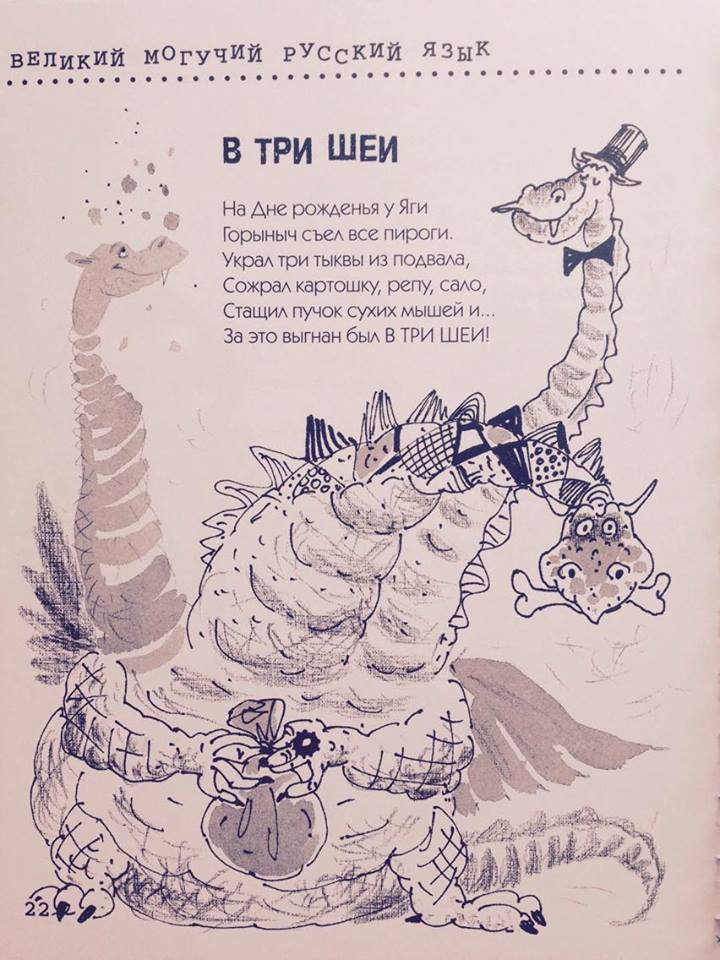 ВЕЛИКИЙ МОГУЧИЙ РУССКИЙ ЯЗЫК
В ТРИ ШЕИ
На Дне рожденья у Яги
Горыныч съел все пироги.
Украл три тыквы из подвала,
Сожрал картошку, репу, сало,
Стащил пучок сухих мышей и...
За это выгнан был В ТРИ ШЕИ!
22